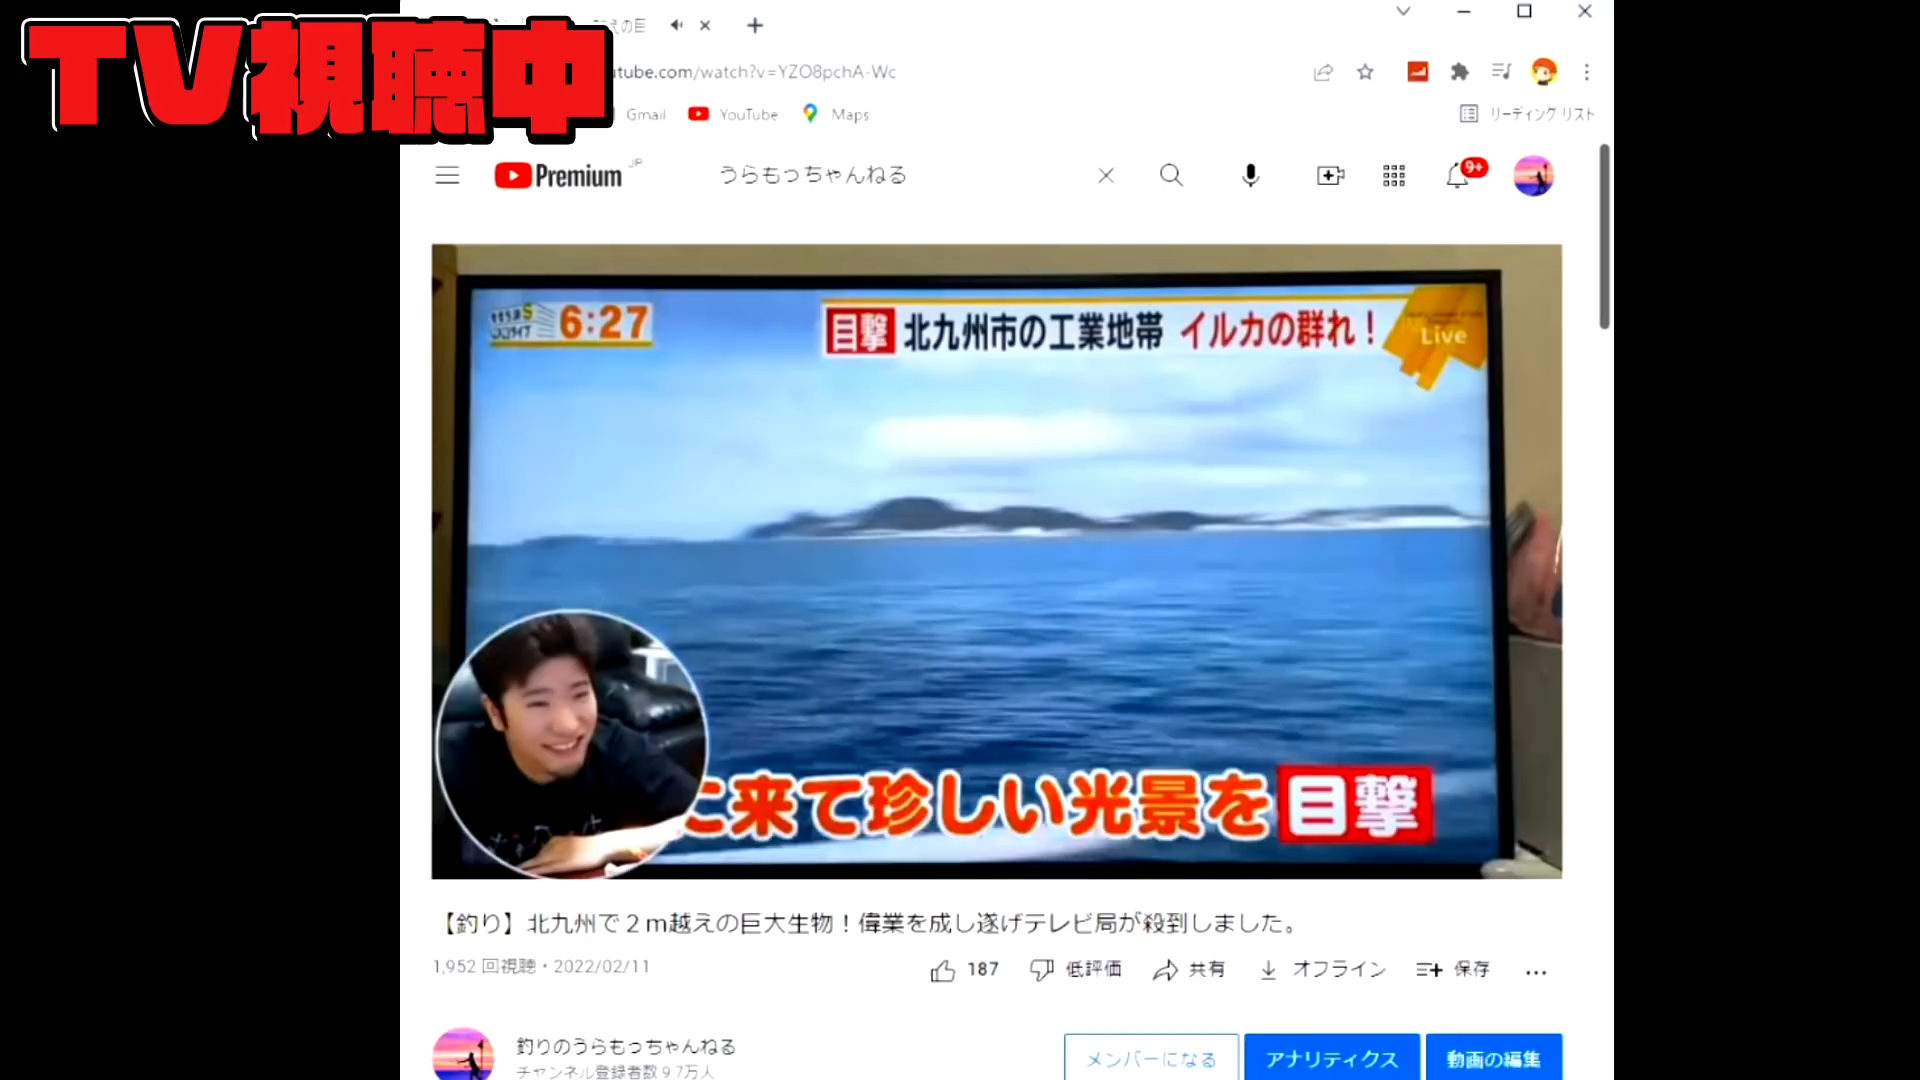 TV視聴中
えの目
utube.com/watch?v=YZO8pchA-Wc
Gmail YouTube Maps リーディング リスト
Premium JP うらもっちゃんねる 9+
6:27
目撃 北九州市の工業地帯 イルカの群れ！ Live
に来て珍しい光景を目撃
【釣り】北九州で２ｍ越えの巨大生物！偉業を成し遂げテレビ局が殺到しました。
1,952 回視聴・2022/02/11 187 低評価 共有 オフライン 保存 …
釣りのうらもっちゃんねる
チャンネル登録者数 9.7万人
メンバーになる アナリティクス 動画の編集